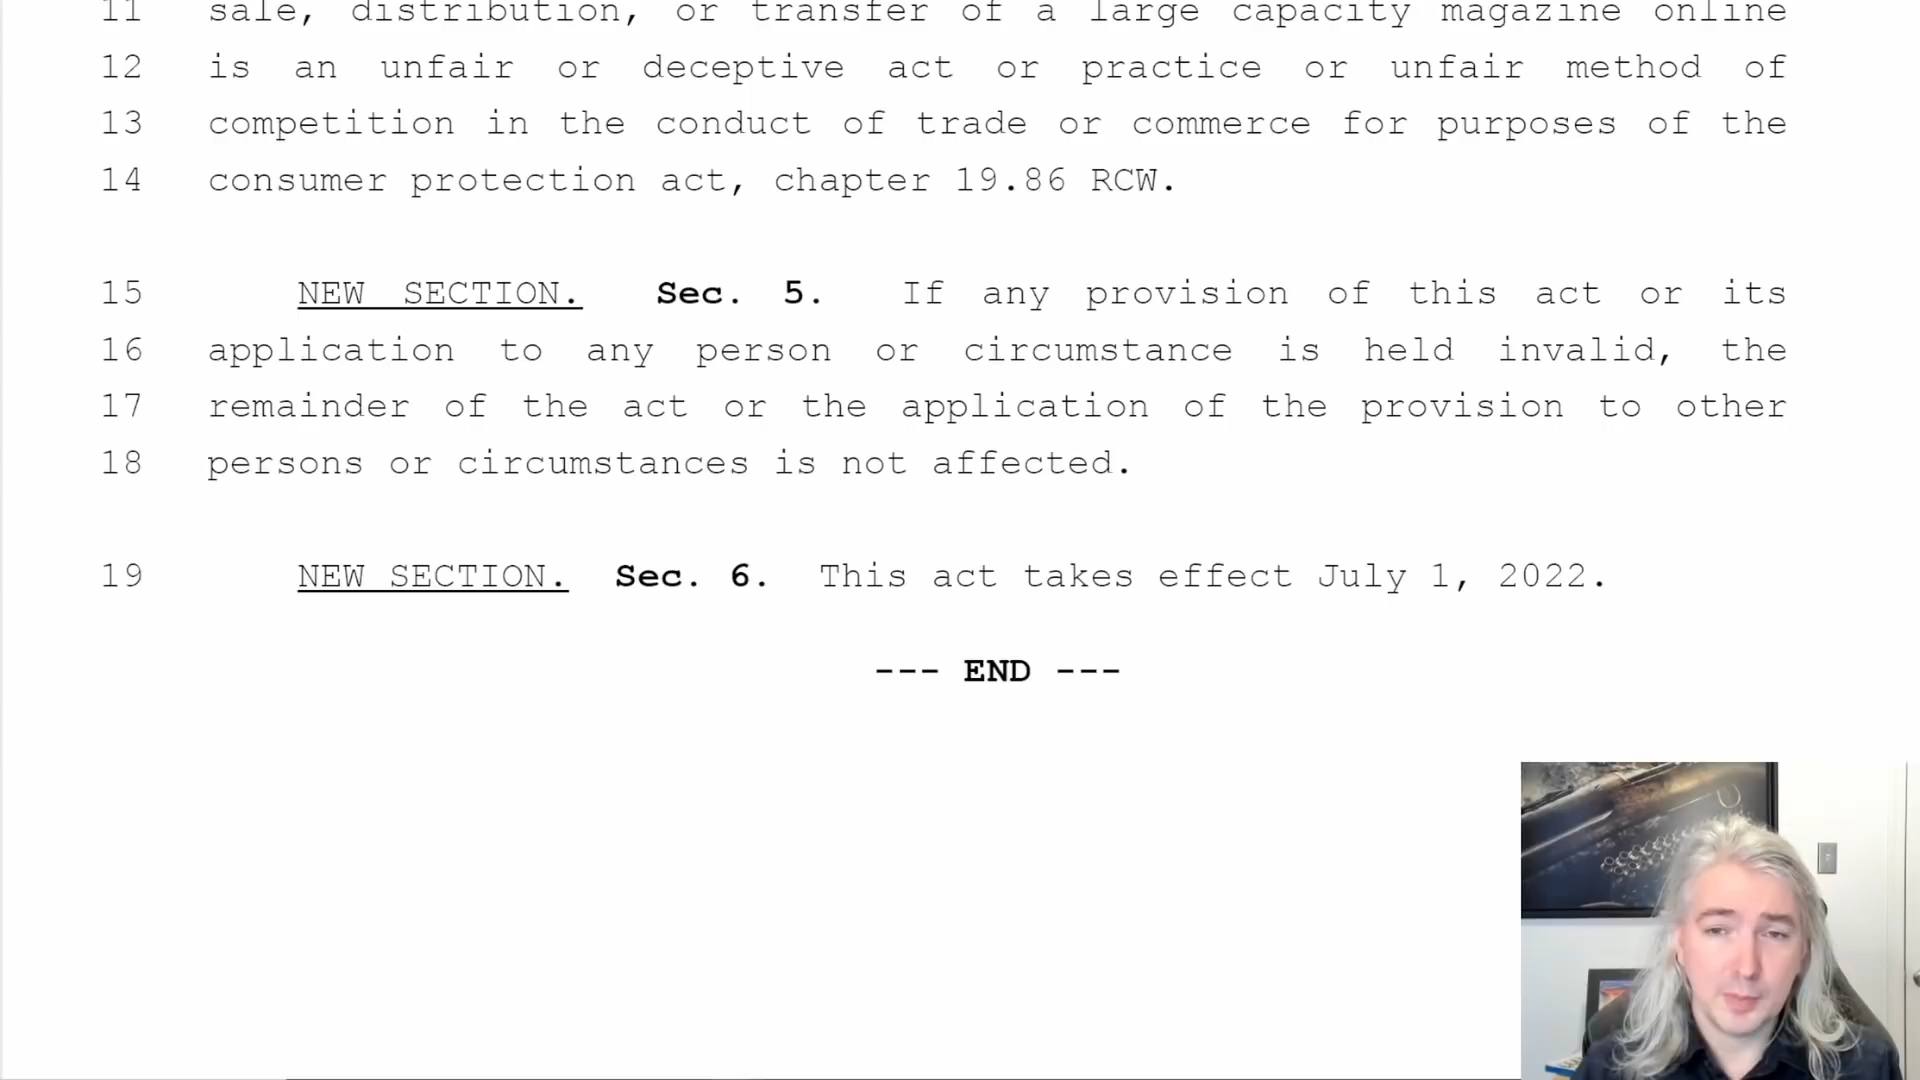 11 sale, distribution, or transfer of a large capacity magazine online
12 is an unfair or deceptive act or practice or unfair method of
13 competition in the conduct of trade or commerce for purposes of the
14 consumer protection act, chapter 19.86 RCW.
15 NEW SECTION. Sec. 5. If any provision of this act or its
16 application to any person or circumstance is held invalid, the
17 remainder of the act or the application of the provision to other
18 persons or circumstances is not affected.
19 NEW SECTION. Sec. 6. This act takes effect July 1, 2022.
--- END ---